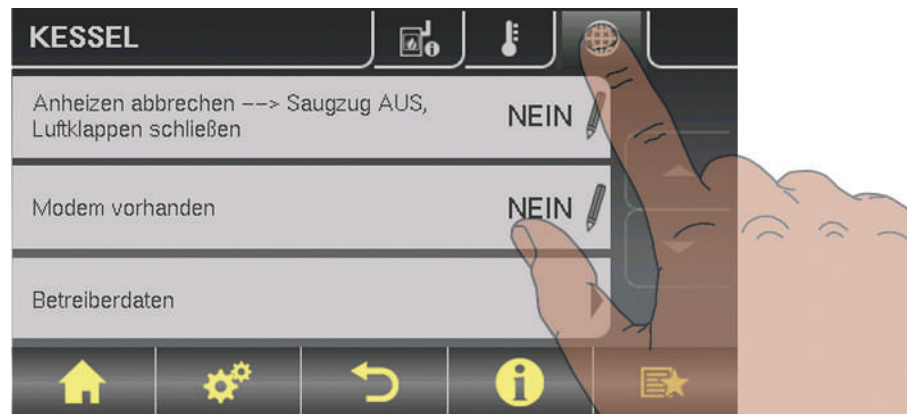 KESSEL
Anheizen abbrechen --> Saugzug AUS,
Luftklappen schließen
NEIN
Modem vorhanden
NEIN
Betreiberdaten